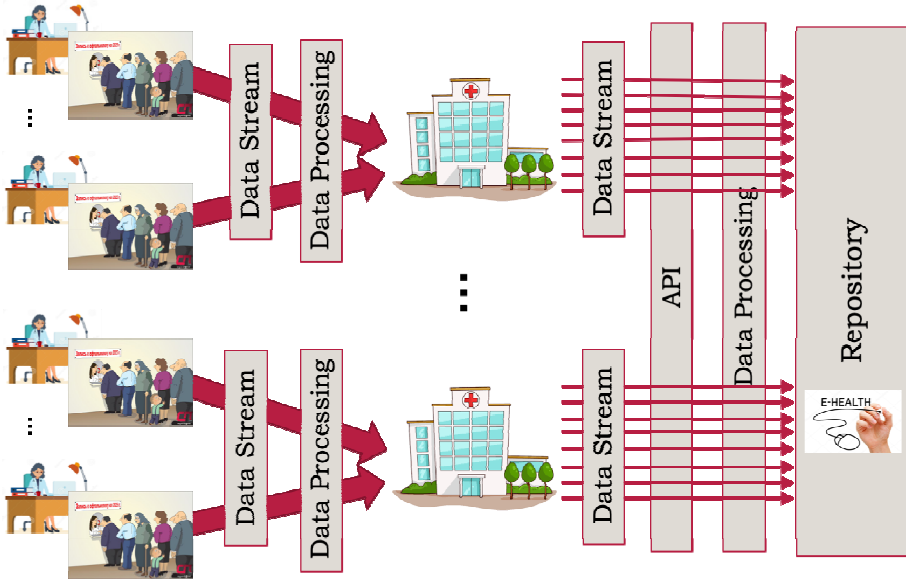 Data Stream
Data Processing
Data Stream
API
Data Processing
Repository
E-HEALTH
...
...
...
Data Stream
Data Processing
Data Stream